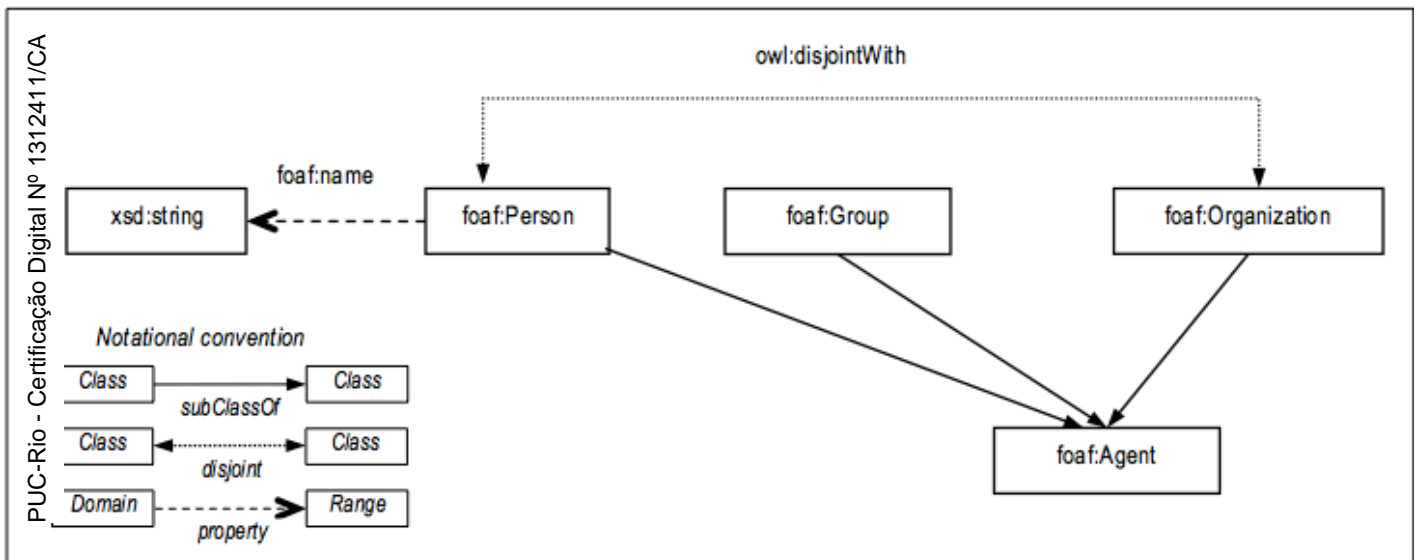 PUC-Rio - Certificação Digital Nº 1312411/CA
owl:disjointWith
foaf:name
xsd:string
foaf:Person
foaf:Group
foaf:Organization
Notational convention
Class
Class
subClassOf
Class
Class
disjoint
foaf:Agent
Domain
Range
property